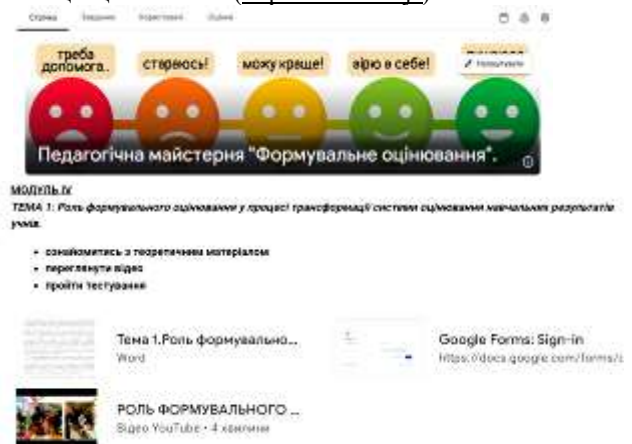 Стрічка Завдання Користувачі Оцінки
треба
допомога..
стараюсь!
можу краще!
вірю в себе!
Налаштувати
Педагогічна майстерня "Формувальне оцінювання".
МОДУЛЬ IV
ТЕМА 1: Роль формувального оцінювання у процесі трансформації системи оцінювання навчальних результатів
учнів.
• ознайомитись з теоретичним матеріалом
• переглянути відео
• пройти тестування
Тема 1.Роль формувально...
Word
Google Forms: Sign-in
https://docs.google.com/forms/
РОЛЬ ФОРМУВАЛЬНОГО ...
Відео YouTube • 4 хвилини